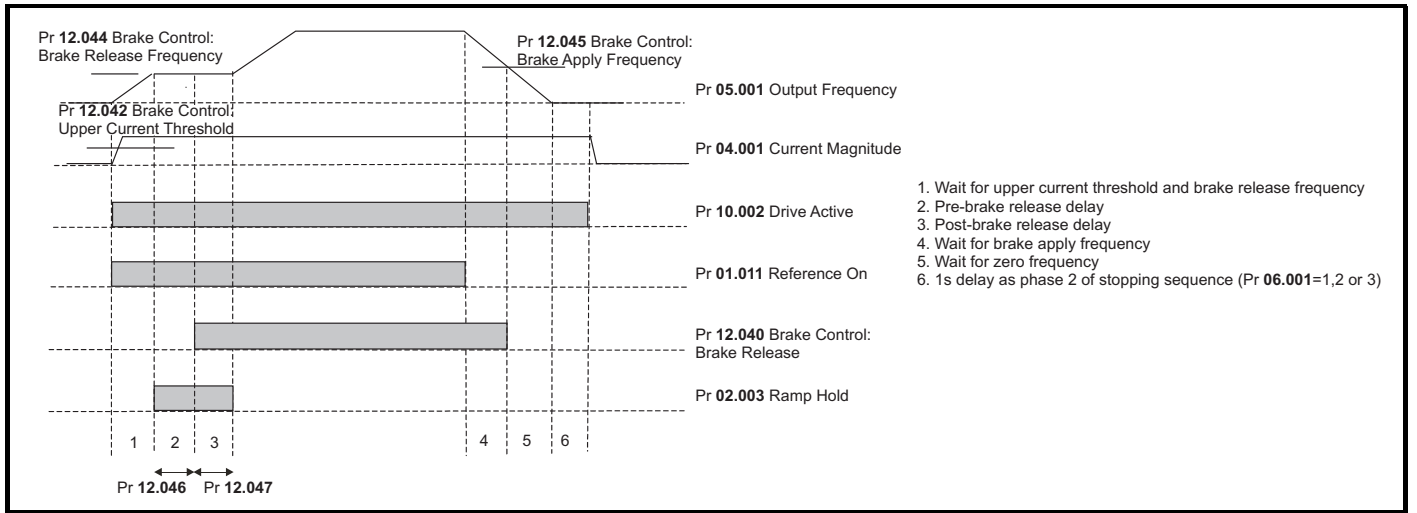 Pr 12.044 Brake Control:
Brake Release Frequency
Pr 12.045 Brake Control:
Brake Apply Frequency
Pr 05.001 Output Frequency
Pr 12.042 Brake Control:
Upper Current Threshold
Pr 04.001 Current Magnitude
Pr 10.002 Drive Active
Pr 01.011 Reference On
Pr 12.040 Brake Control:
Brake Release
Pr 02.003 Ramp Hold
1 2 3 4 5 6
Pr 12.046 Pr 12.047
1. Wait for upper current threshold and brake release frequency
2. Pre-brake release delay
3. Post-brake release delay
4. Wait for brake apply frequency
5. Wait for zero frequency
6. 1s delay as phase 2 of stopping sequence (Pr 06.001=1,2 or 3)